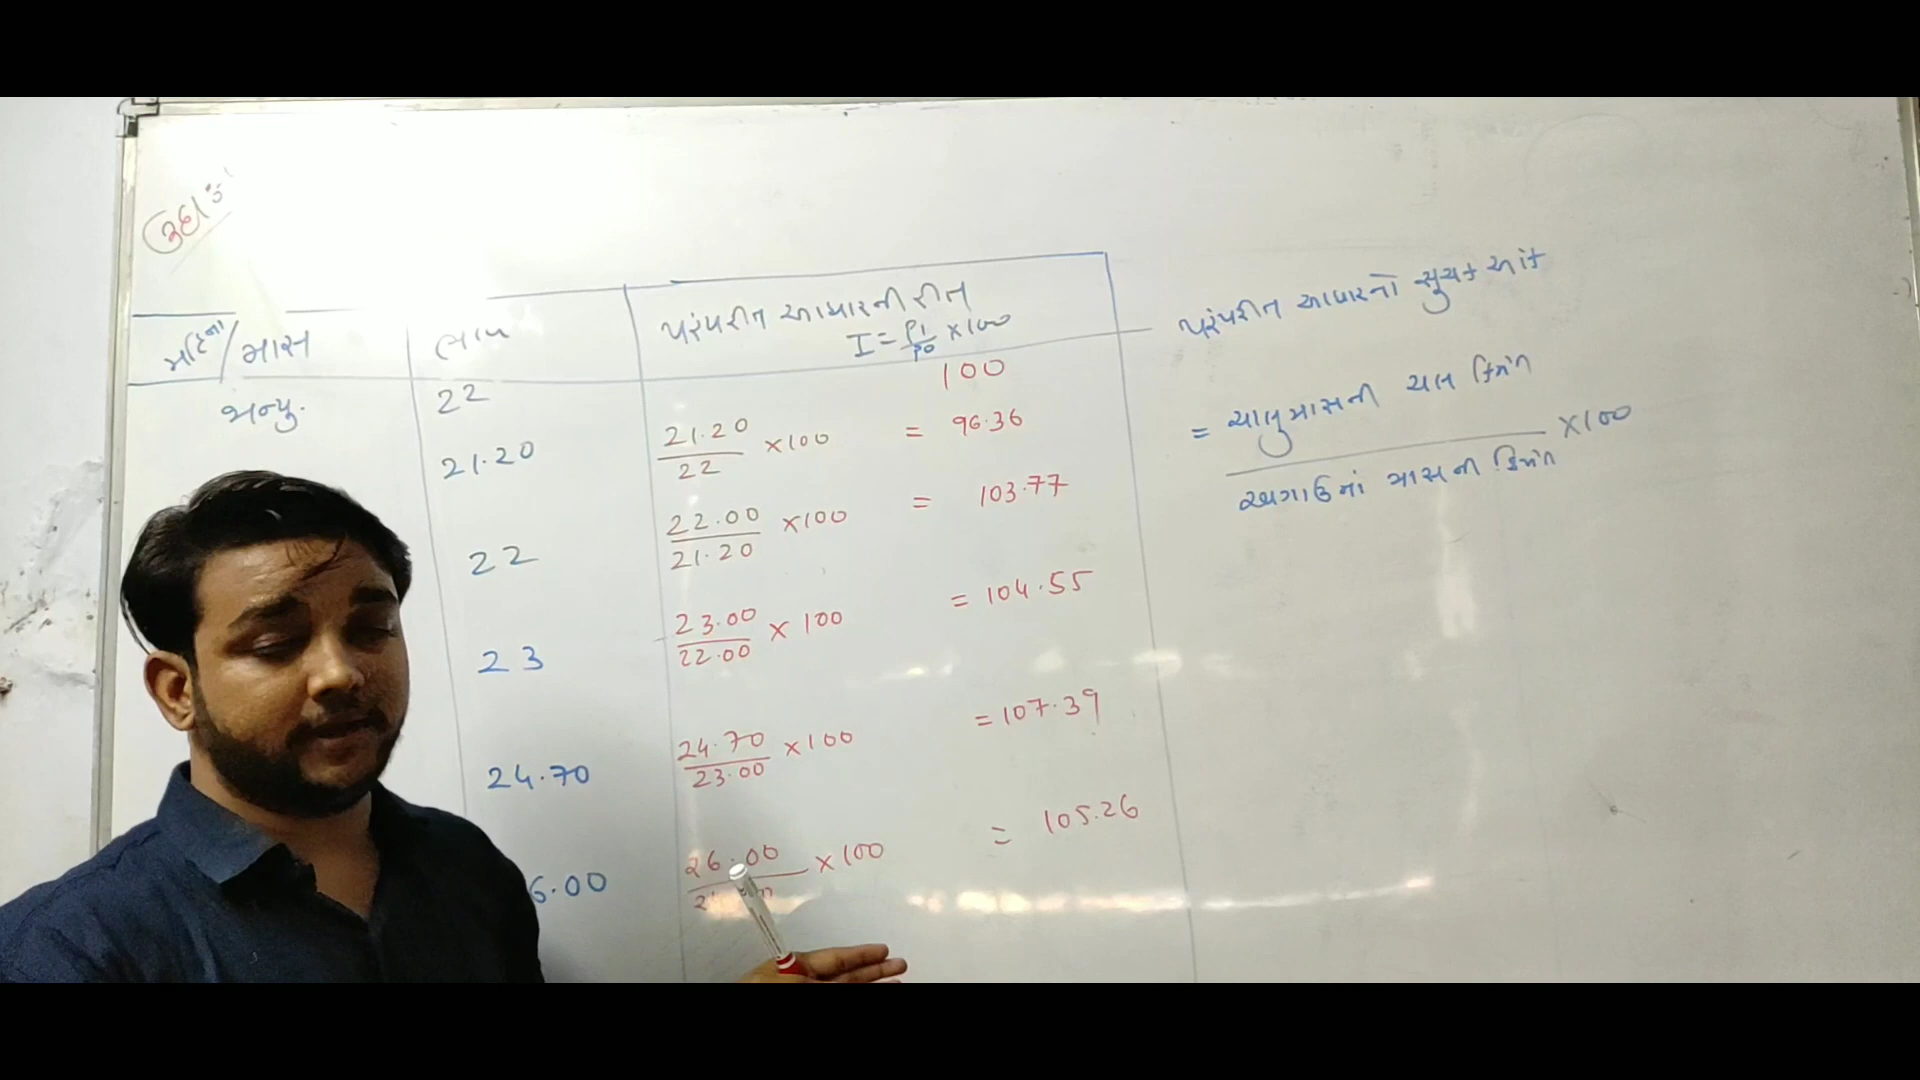 મહિના/માસ ભાવ પરંપરીત આધારની રીત
I = P1/P0 ×100
જાન્યુ. 22 100
21.20 21.20/22 ×100 = 96.36
22 22.00/21.20 ×100 = 103.77
23 23.00/22.00 × 100 = 104.55
24.70 24.70/23.00 ×100 = 107.39
6.00 26.00 ×100 = 105.26
પરંપરીત આધારનો સુચક આંક
= ચાલુમાસની ચલ કિંમત
×100
અગાઉનાં માસની કિંમત